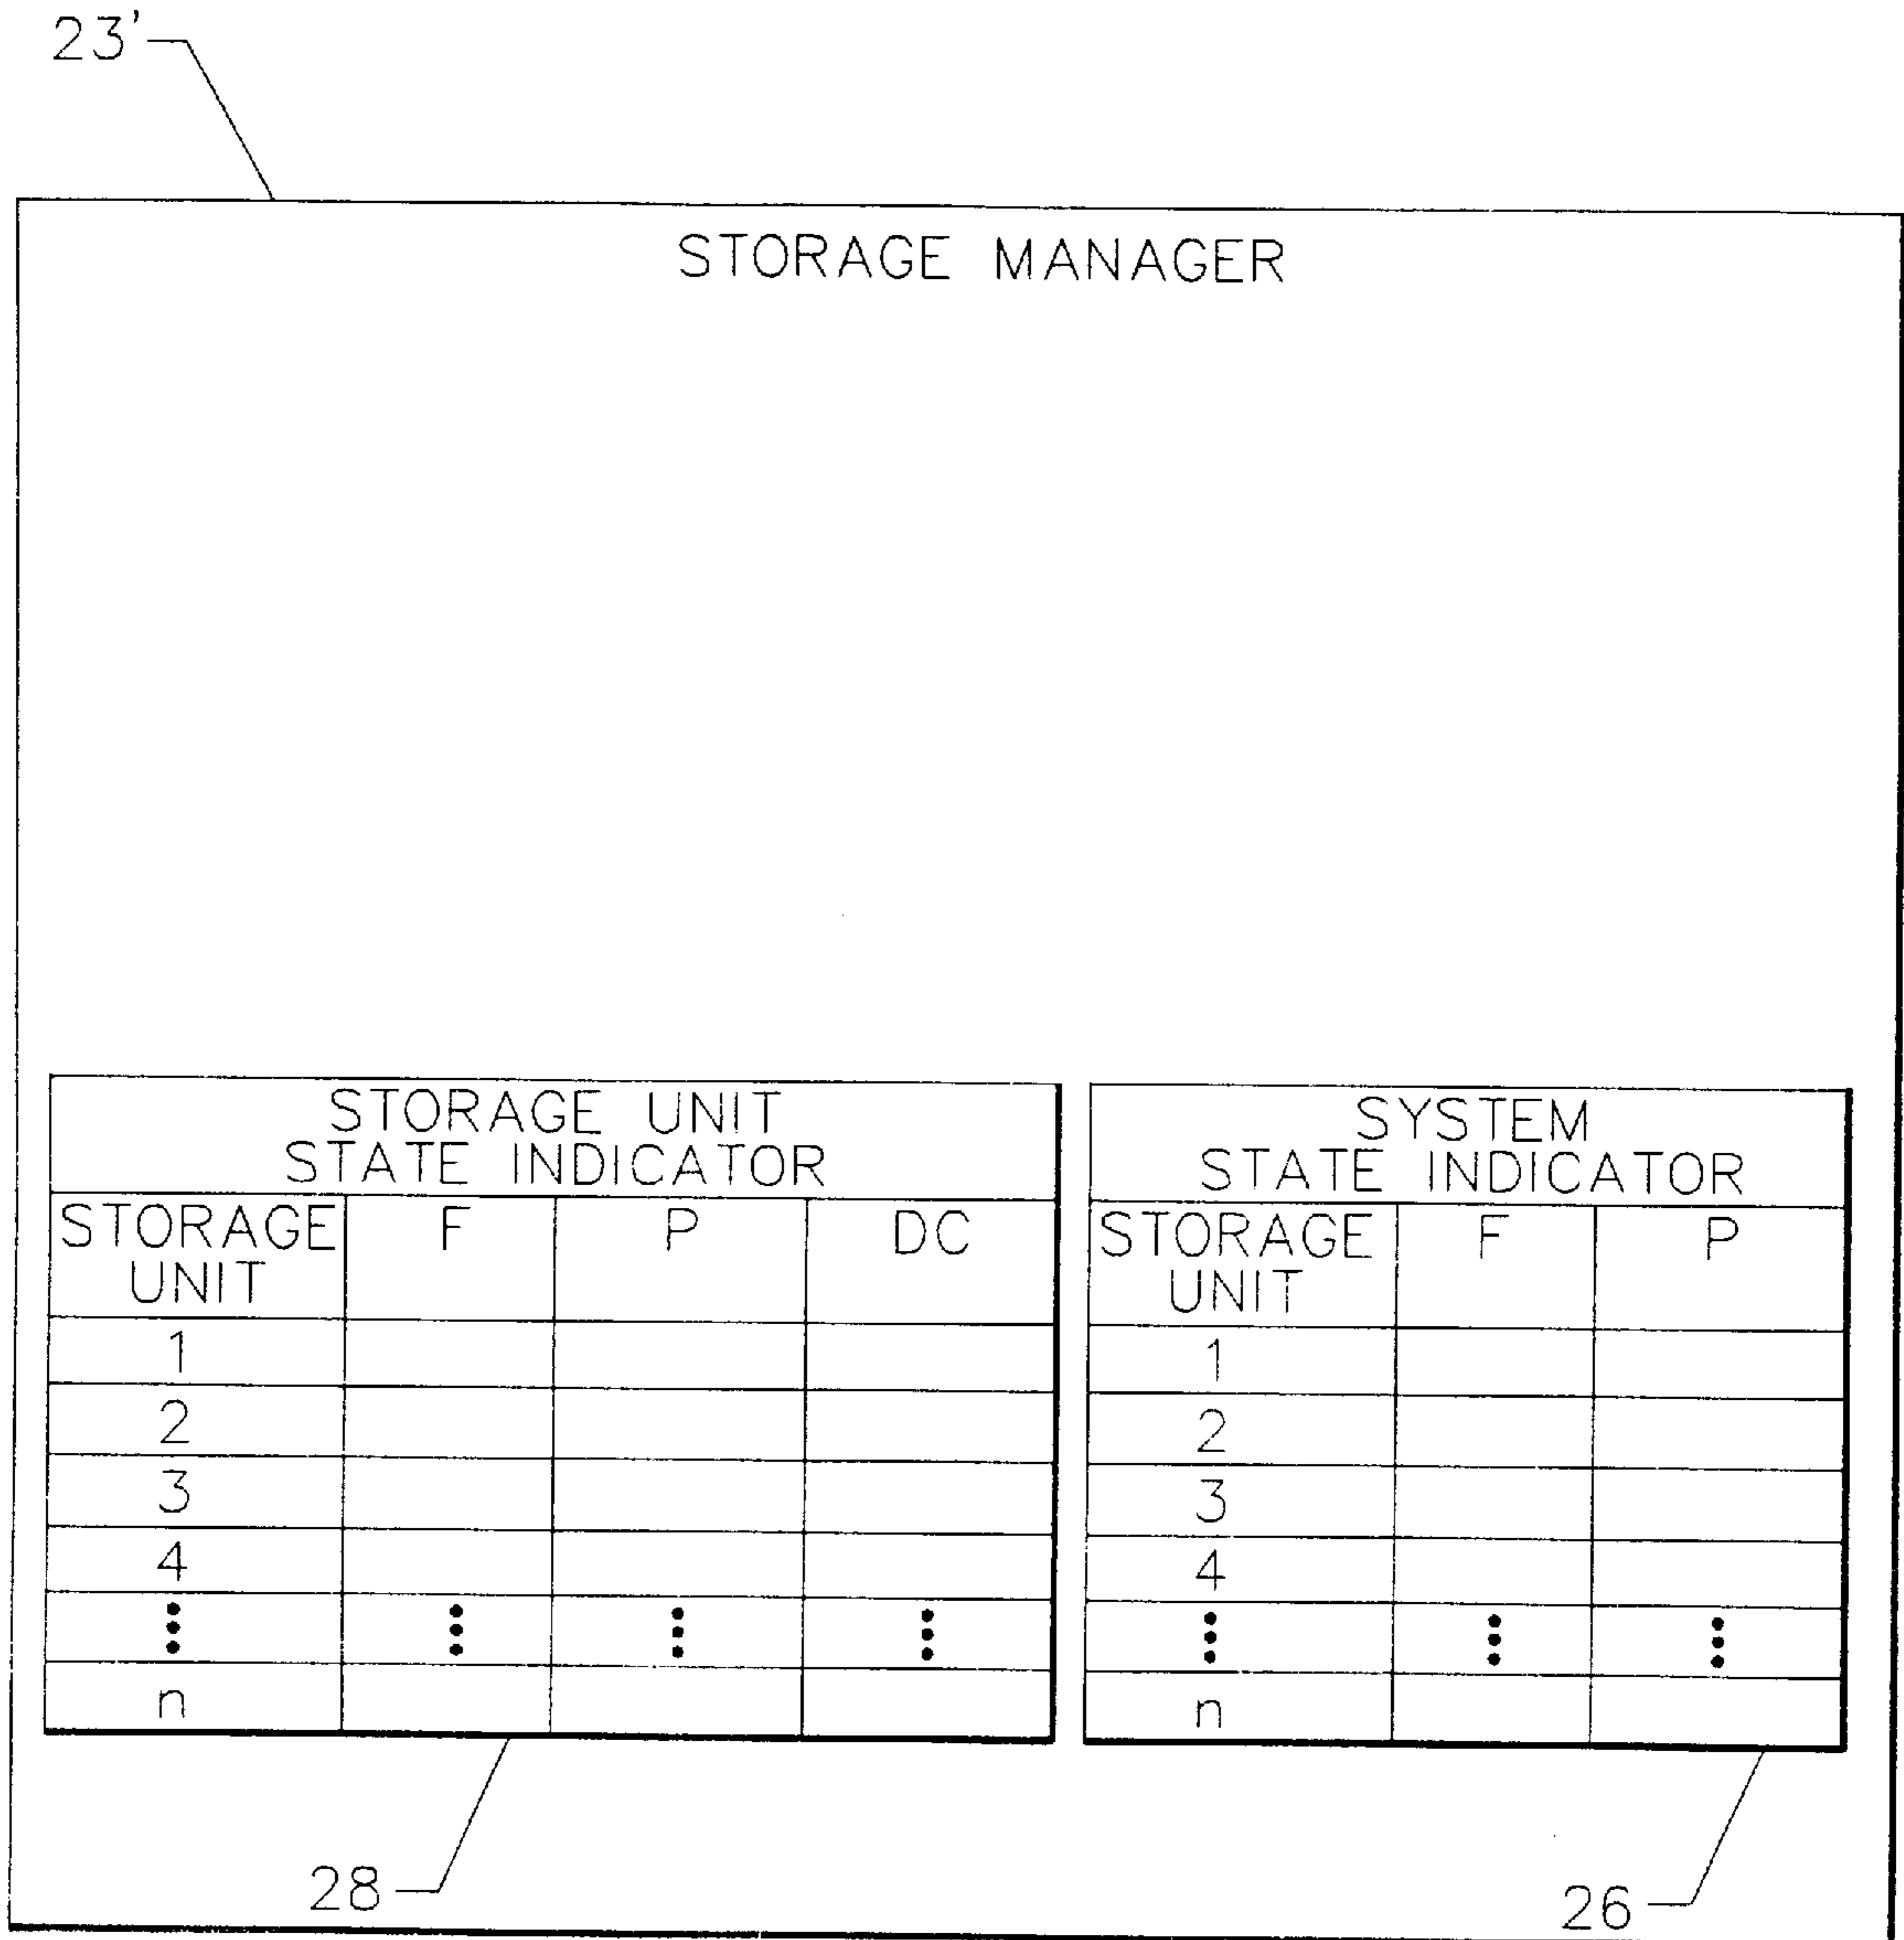 23'
STORAGE MANAGER
STORAGE UNIT
STATE INDICATOR
STORAGE UNIT F P DC
1
2
3
4
n
28
SYSTEM
STATE INDICATOR
STORAGE UNIT F P
1
2
3
4
n
26